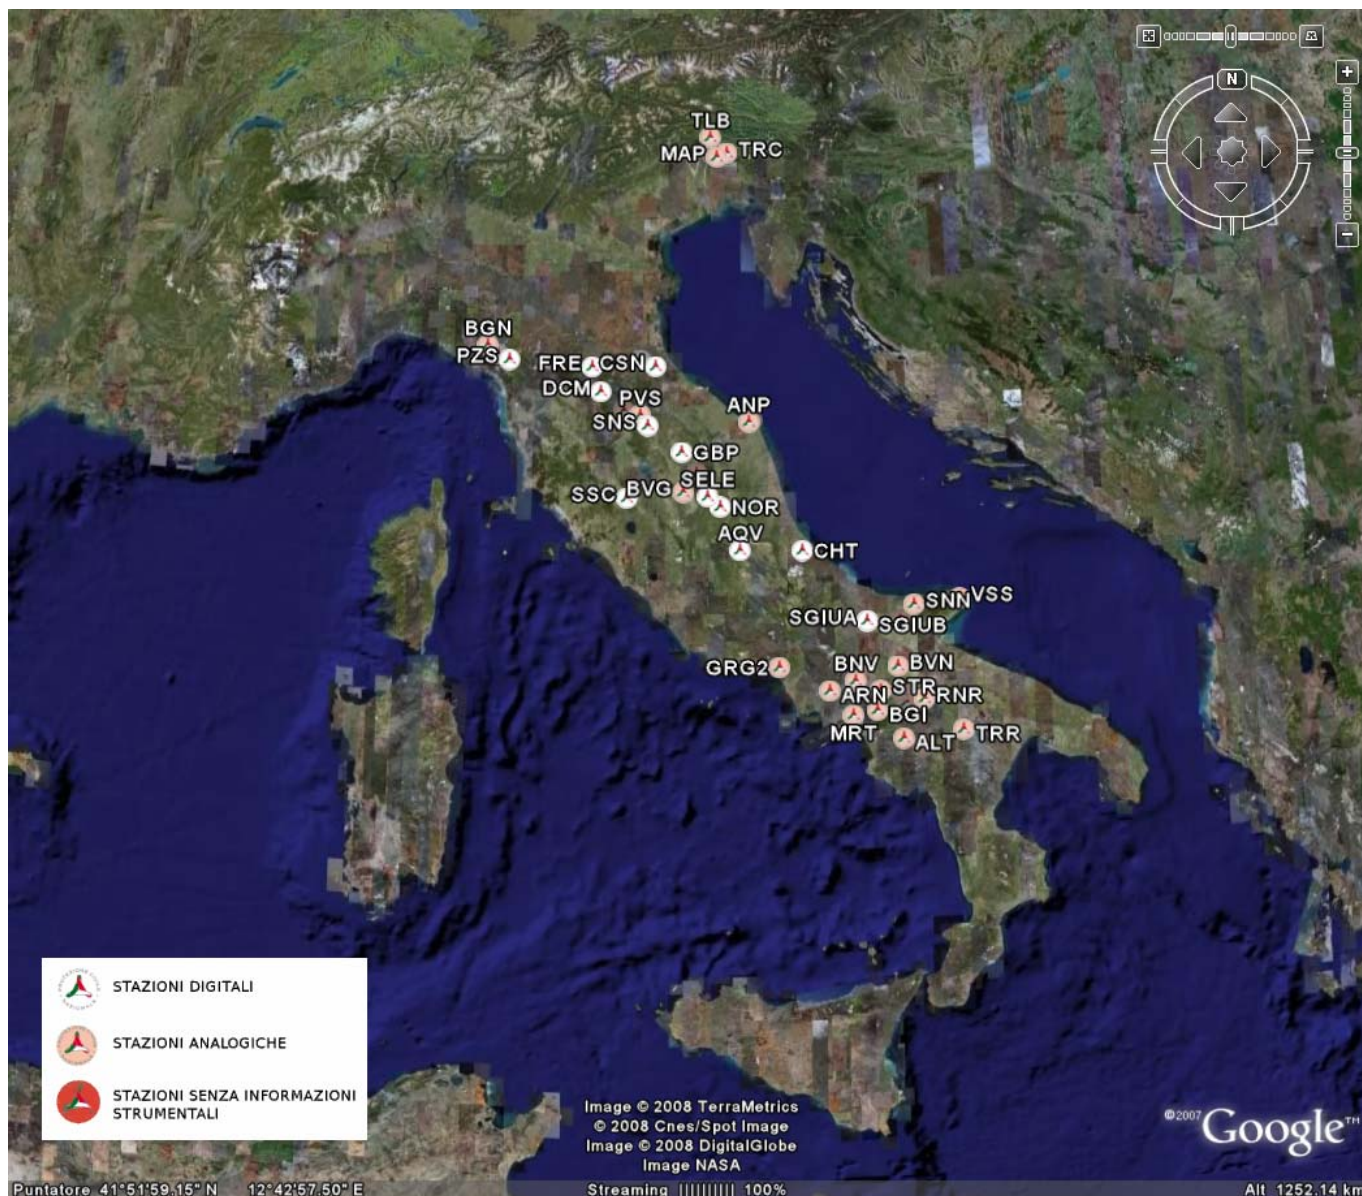 N
TLB
MAP
TRC
BGN
PZS
FRE
CSN
DCM
PVS
SNS
ANP
GBP
SELE
SSC
BVG
NOR
AQV
CHT
VSS
SNN
SGIUA
SGIUB
GRG2
BNV
BVN
STR
ARN
RNR
BGI
MRT
ALT
TRR
STAZIONI DIGITALI
STAZIONI ANALOGICHE
STAZIONI SENZA INFORMAZIONI
STRUMENTALI
Image © 2008 TerraMetrics
© 2008 Cnes/Spot Image
Image © 2008 DigitalGlobe
Image NASA
©2007 Google™
Puntatore 41°51'59.15" N 12°42'57.50" E
Streaming |||||||||| 100%
Alt 1252.14 km